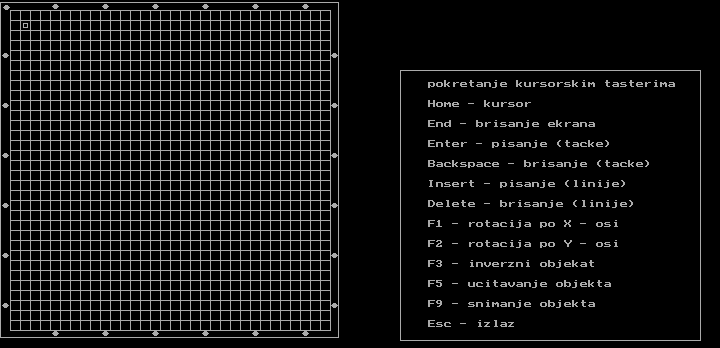 pokretanje kursorskim tasterima
Home - kursor
End - brisanje ekrana
Enter - pisanje (tacke)
Backspace - brisanje (tacke)
Insert - pisanje (linije)
Delete - brisanje (linije)
F1 - rotacija po X - osi
F2 - rotacija po Y - osi
F3 - inverzni objekat
F5 - ucitavanje objekta
F9 - snimanje objekta
Esc - izlaz